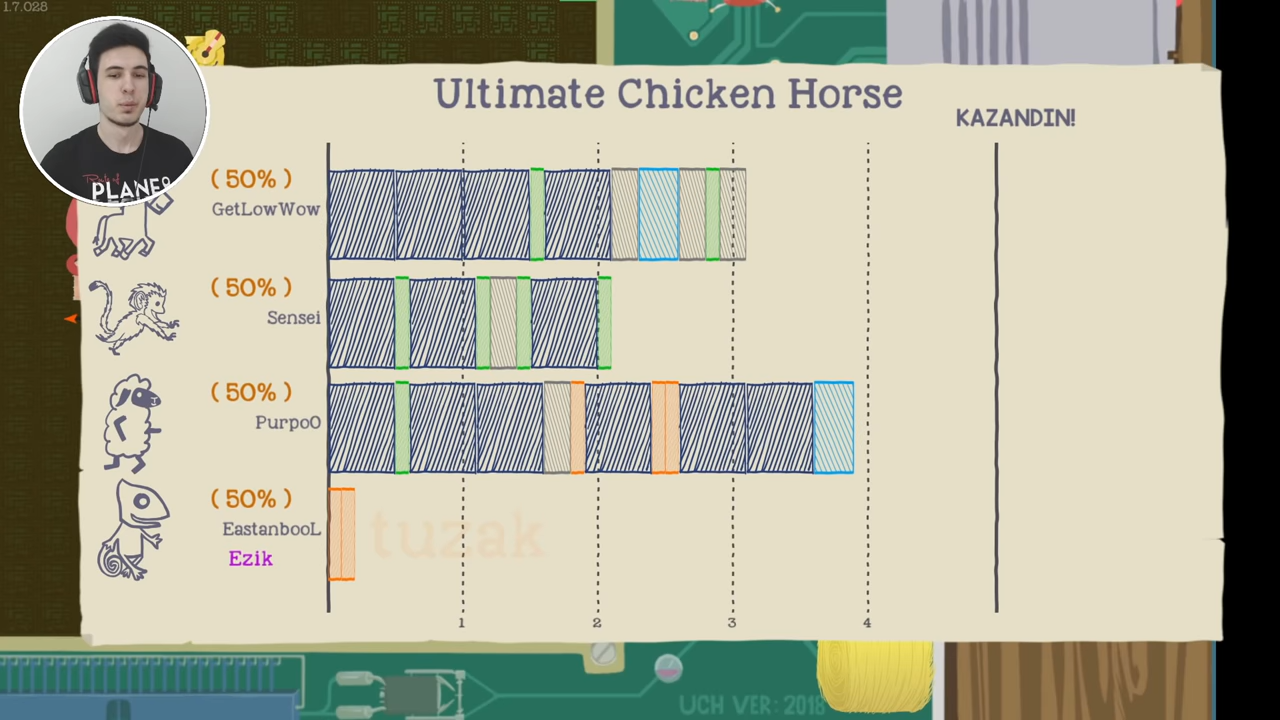 1.7.028
Ultimate Chicken Horse
KAZANDIN!
PLANE
( 50% )
GetLowWow
( 50% )
Sensei
( 50% )
PurpoO
( 50% )
EastanbooL
Ezik
tuzak
1 2 3 4
UCH VER: 2018